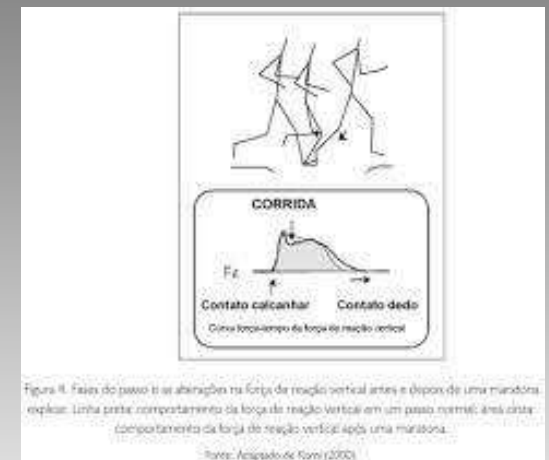 CORRIDA
Fz
Contato calcanhar Contato dedo
Curva força-tempo da força de reação vertical
Figura 4. Fases do passo e as alterações na força de reação vertical antes e depois de uma maratona.
explicar. Linha preta: comportamento da força de reação vertical em um passo normal; área cinza:
comportamento da força de reação vertical após uma maratona.
Fonte: Adaptado de Komi (2000).